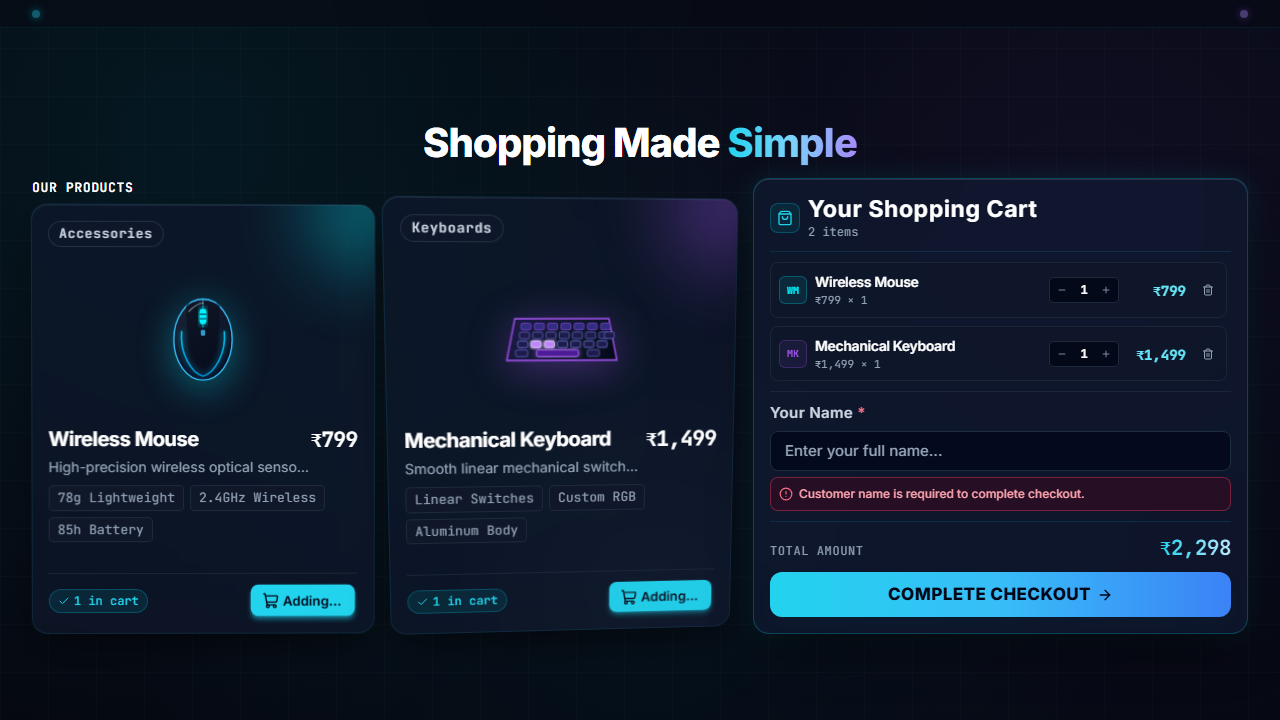 Shopping Made Simple
OUR PRODUCTS
Accessories
Wireless Mouse ₹799
High-precision wireless optical senso...
78g Lightweight 2.4GHz Wireless
85h Battery
1 in cart Adding...
Keyboards
Mechanical Keyboard ₹1,499
Smooth linear mechanical switch...
Linear Switches Custom RGB
Aluminum Body
1 in cart Adding...
Your Shopping Cart
2 items
WM Wireless Mouse − 1 + ₹799
₹799 × 1
MK Mechanical Keyboard − 1 + ₹1,499
₹1,499 × 1
Your Name *
Enter your full name...
Customer name is required to complete checkout.
TOTAL AMOUNT ₹2,298
COMPLETE CHECKOUT →